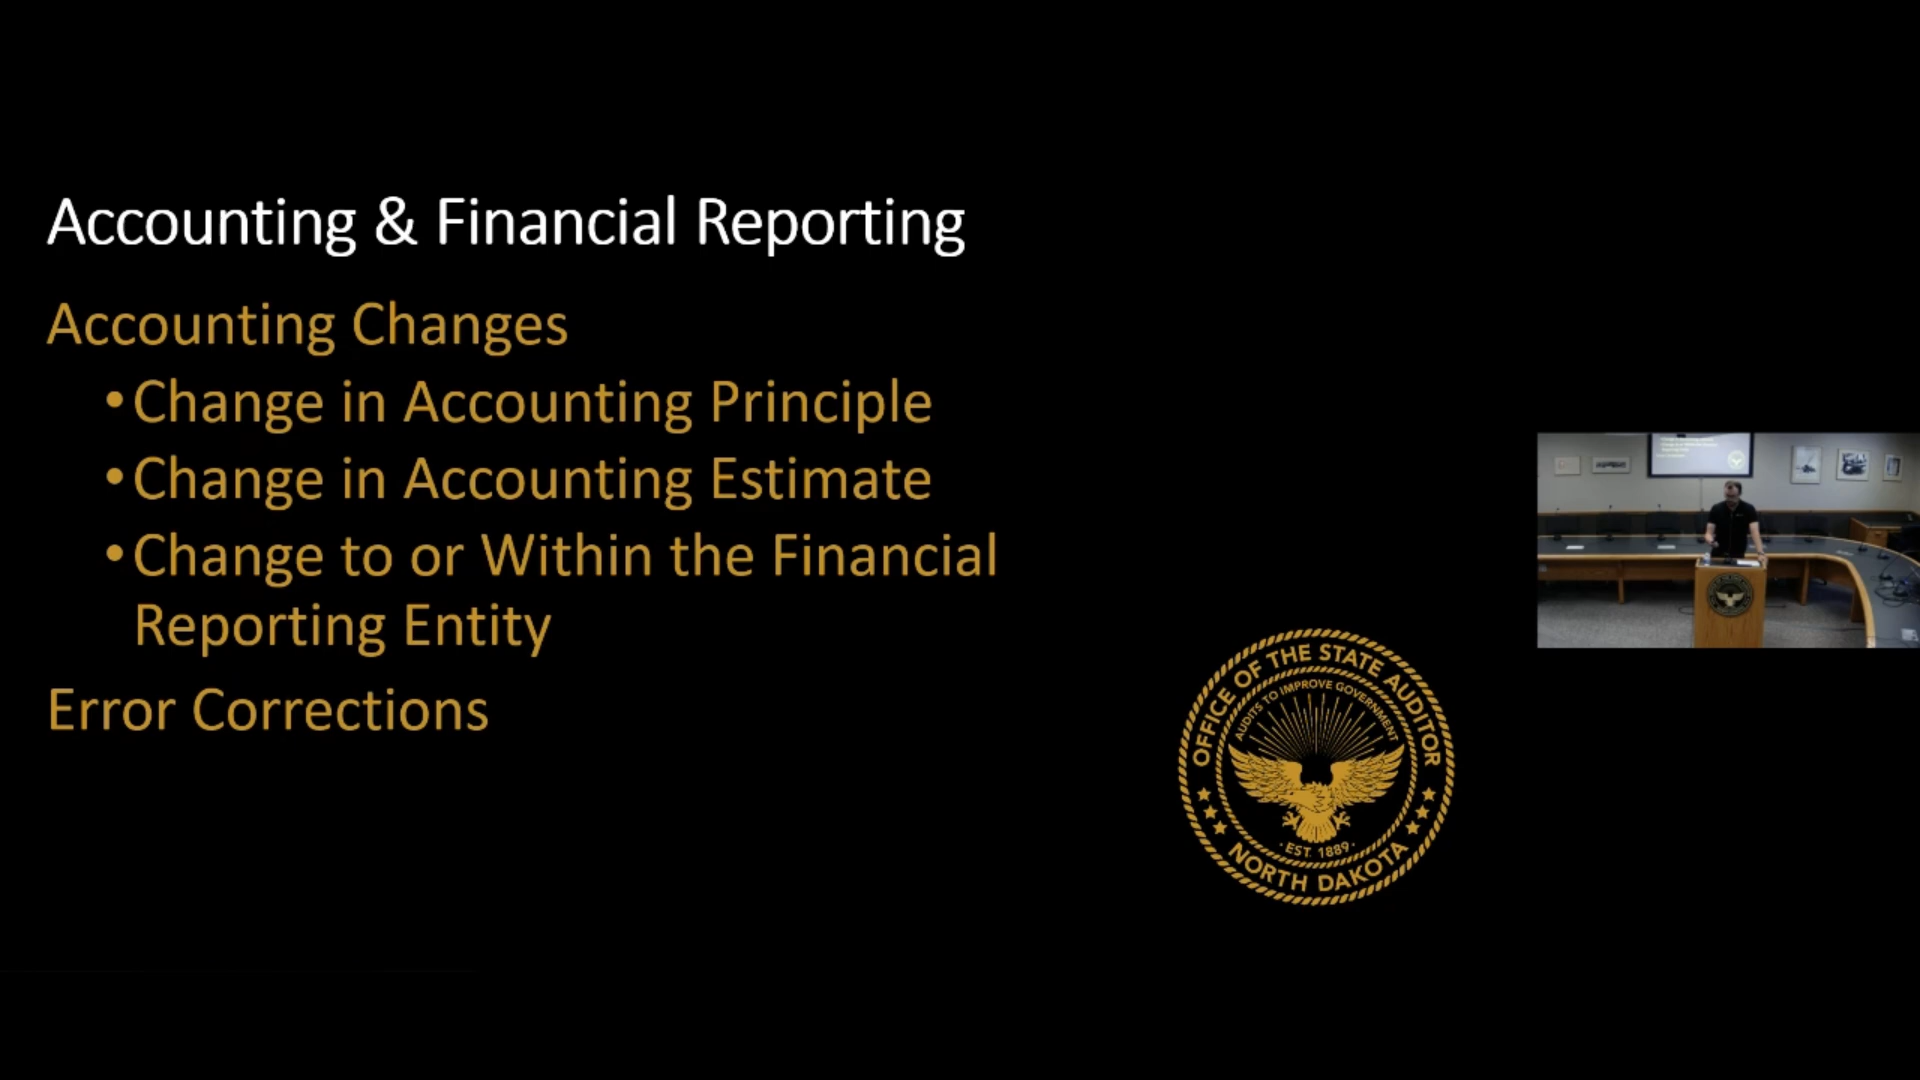 Accounting & Financial Reporting
Accounting Changes
•Change in Accounting Principle
•Change in Accounting Estimate
•Change to or Within the Financial
Reporting Entity
Error Corrections
OFFICE OF THE STATE AUDITOR
AUDITS TO IMPROVE GOVERNMENT
·EST. 1889·
NORTH DAKOTA